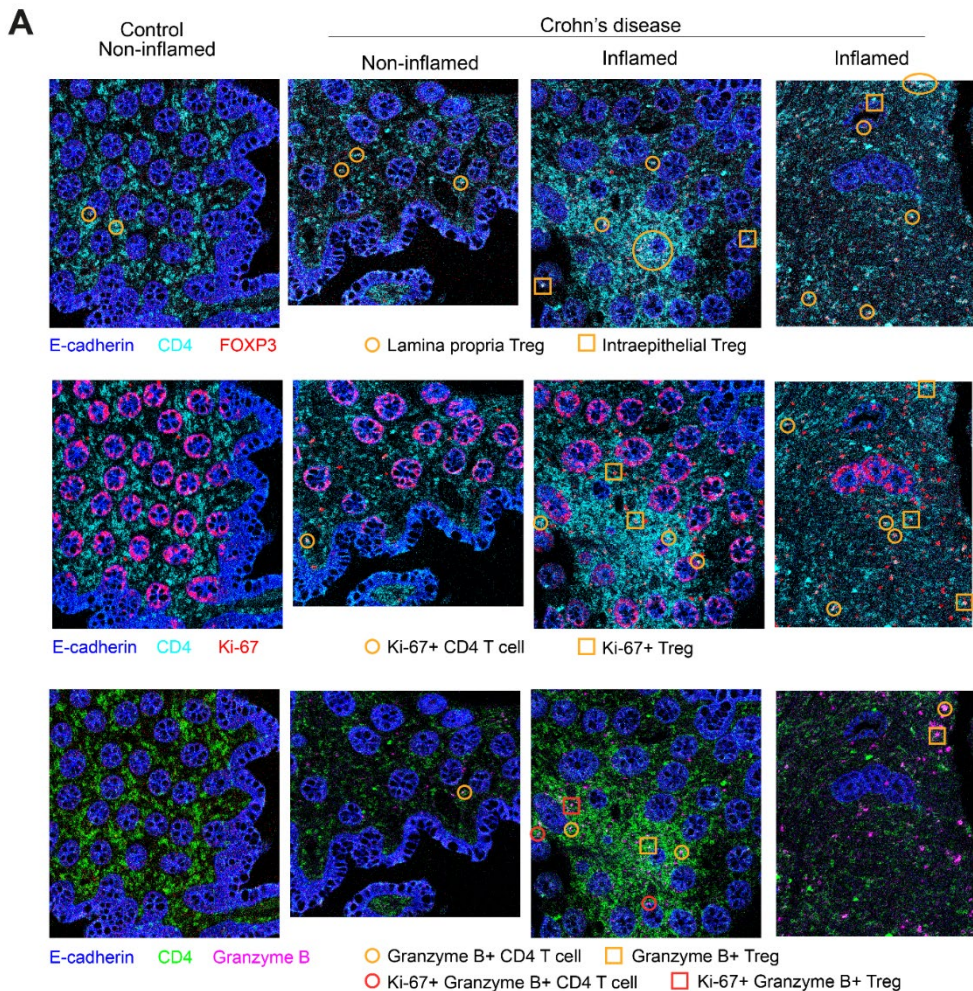 A
Control
Non-inflamed
Crohn's disease
Non-inflamed
Inflamed
Inflamed
E-cadherin CD4 FOXP3
Lamina propria Treg
Intraepithelial Treg
E-cadherin CD4 Ki-67
Ki-67+ CD4 T cell
Ki-67+ Treg
E-cadherin CD4 Granzyme B
Granzyme B+ CD4 T cell
Granzyme B+ Treg
Ki-67+ Granzyme B+ CD4 T cell
Ki-67+ Granzyme B+ Treg